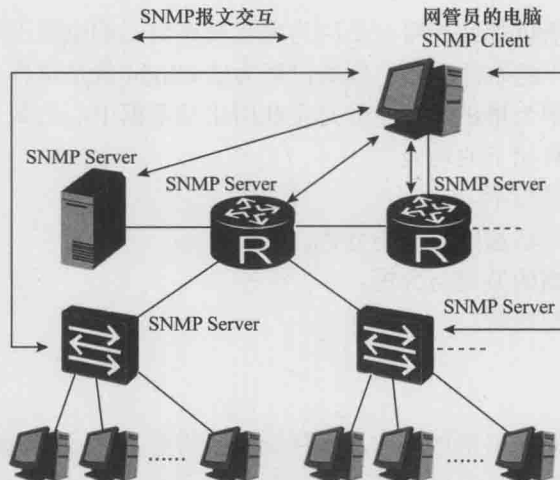 SNMP报文交互
网管员的电脑
SNMP Client
SNMP Server
SNMP Server
SNMP Server
R
R
SNMP Server
SNMP Server
......
......